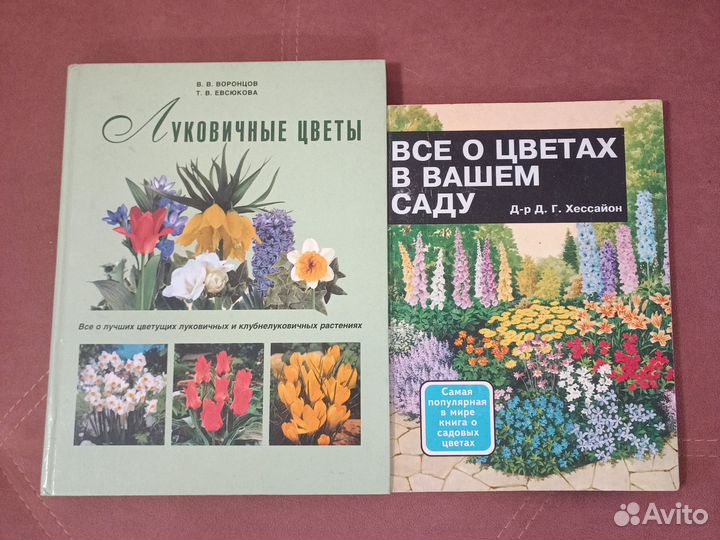 В. В. ВОРОНЦОВ
Т. В. ЕВСЮКОВА
ЛУКОВИЧНЫЕ ЦВЕТЫ
Все о лучших цветущих луковичных и клубнелуковичных растениях
ВСЕ О ЦВЕТАХ
В ВАШЕМ
САДУ
Д-р Д. Г. Хессайон
Самая
популярная
в мире
книга о
садовых
цветах
Avito